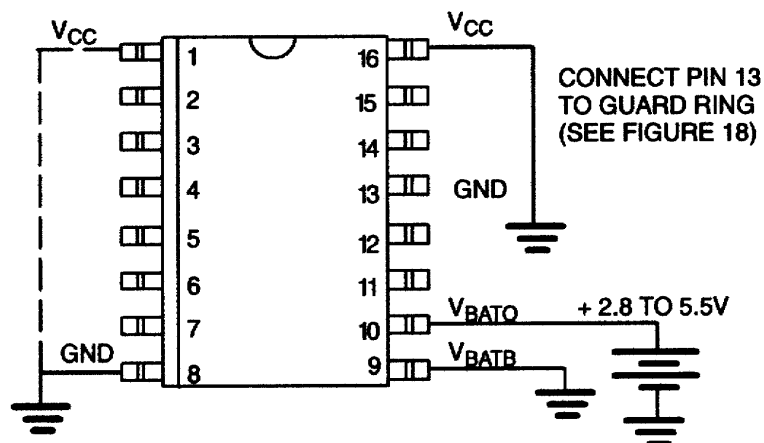 VCC
1
2
3
4
5
6
7
GND
8
VCC
16
15
14
GND
13
12
11
VBATO
10
VBATB
9
CONNECT PIN 13
TO GUARD RING
(SEE FIGURE 18)
+ 2.8 TO 5.5V